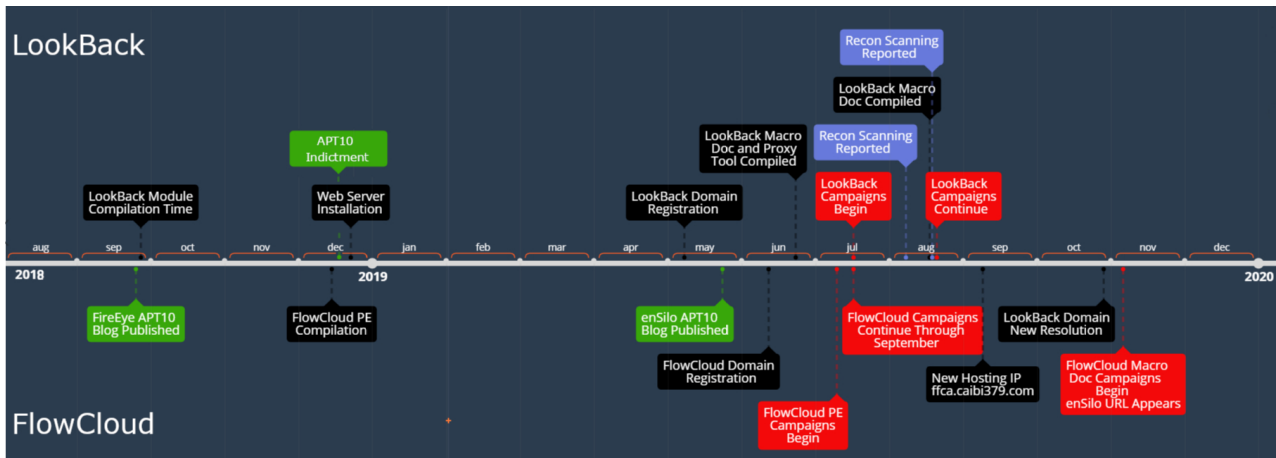 LookBack
Recon Scanning
Reported
LookBack Macro
Doc Compiled
APT10
Indictment
LookBack Macro
Doc and Proxy
Tool Compiled
Recon Scanning
Reported
LookBack Module
Compilation Time
Web Server
Installation
LookBack Domain
Registration
LookBack
Campaigns
Begin
LookBack
Campaigns
Continue
aug sep oct nov dec jan feb mar apr may jun jul aug sep oct nov dec
2018 2019 2020
FireEye APT10
Blog Published
FlowCloud PE
Compilation
enSilo APT10
Blog Published
FlowCloud Campaigns
Continue Through
September
LookBack Domain
New Resolution
FlowCloud Domain
Registration
New Hosting IP
ffca.caibi379.com
FlowCloud Macro
Doc Campaigns
Begin
enSilo URL Appears
FlowCloud PE
Campaigns
Begin
FlowCloud